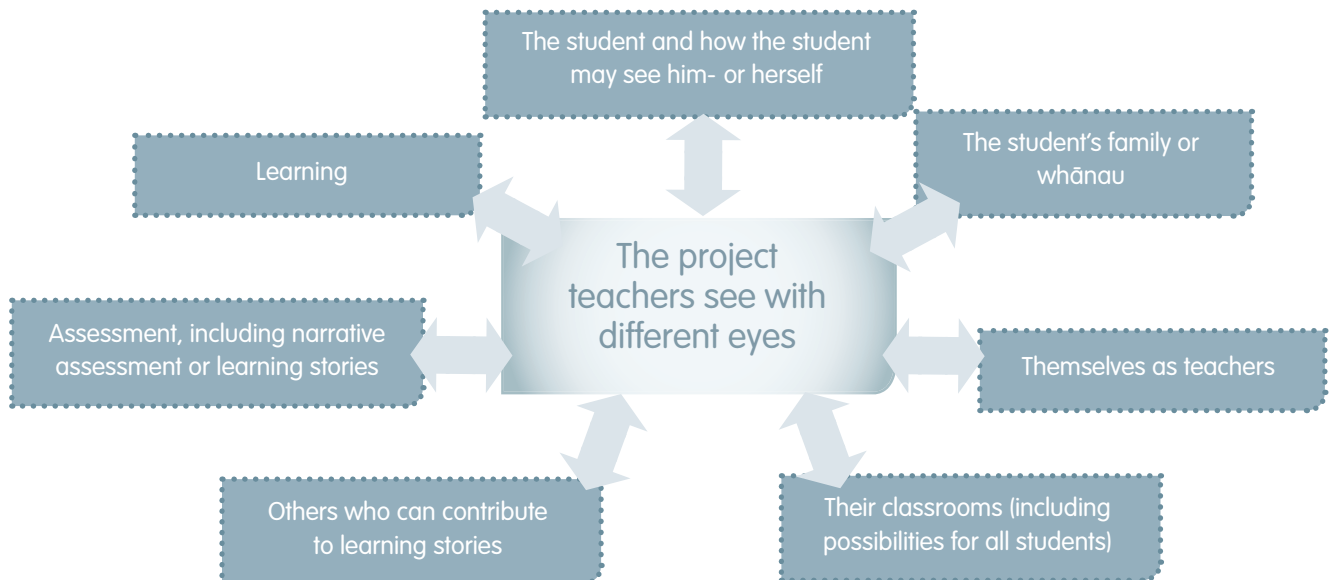 The student and how the student
may see him- or herself
Learning
The student's family or
whānau
The project
teachers see with
different eyes
Assessment, including narrative
assessment or learning stories
Themselves as teachers
Others who can contribute
to learning stories
Their classrooms (including
possibilities for all students)